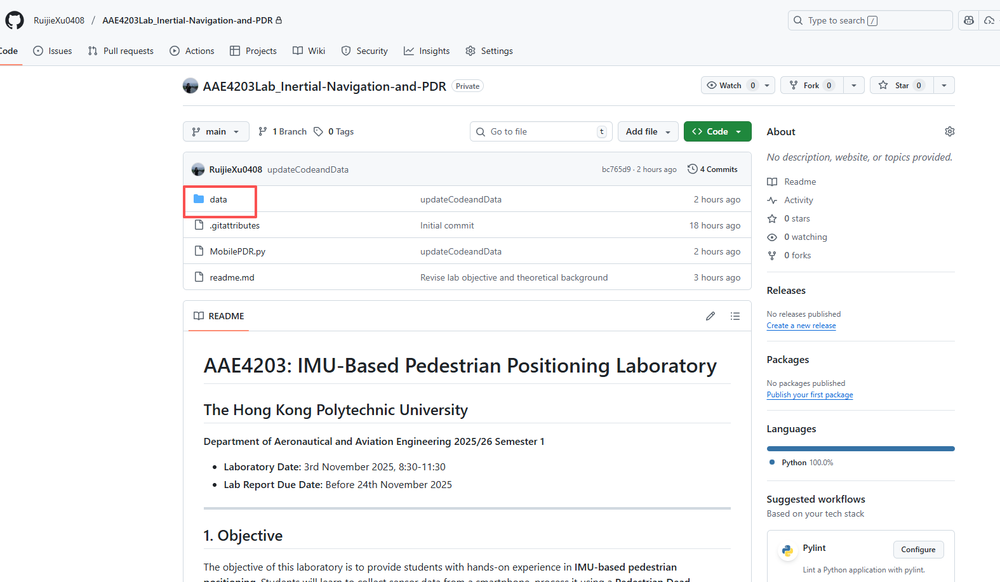 RuijieXu0408 / AAE4203Lab_Inertial-Navigation-and-PDR
Type to search /
Code Issues Pull requests Actions Projects Wiki Security Insights Settings
AAE4203Lab_Inertial-Navigation-and-PDR Private
Watch 0 Fork 0 Star 0
main 1 Branch 0 Tags Go to file t Add file Code
RuijieXu0408 updateCodeandData bc765d9 · 2 hours ago 4 Commits
data updateCodeandData 2 hours ago
.gitattributes Initial commit 18 hours ago
MobilePDR.py updateCodeandData 2 hours ago
readme.md Revise lab objective and theoretical background 3 hours ago
README
AAE4203: IMU-Based Pedestrian Positioning Laboratory
The Hong Kong Polytechnic University
Department of Aeronautical and Aviation Engineering 2025/26 Semester 1
Laboratory Date: 3rd November 2025, 8:30-11:30
Lab Report Due Date: Before 24th November 2025
1. Objective
The objective of this laboratory is to provide students with hands-on experience in IMU-based pedestrian
positioning. Students will learn to collect sensor data from a smartphone, process it using a Pedestrian Dead
About
No description, website, or topics provided.
Readme
Activity
0 stars
0 watching
0 forks
Releases
No releases published
Create a new release
Packages
No packages published
Publish your first package
Languages
Python 100.0%
Suggested workflows
Based on your tech stack
Pylint Configure
Lint a Python application with pylint.